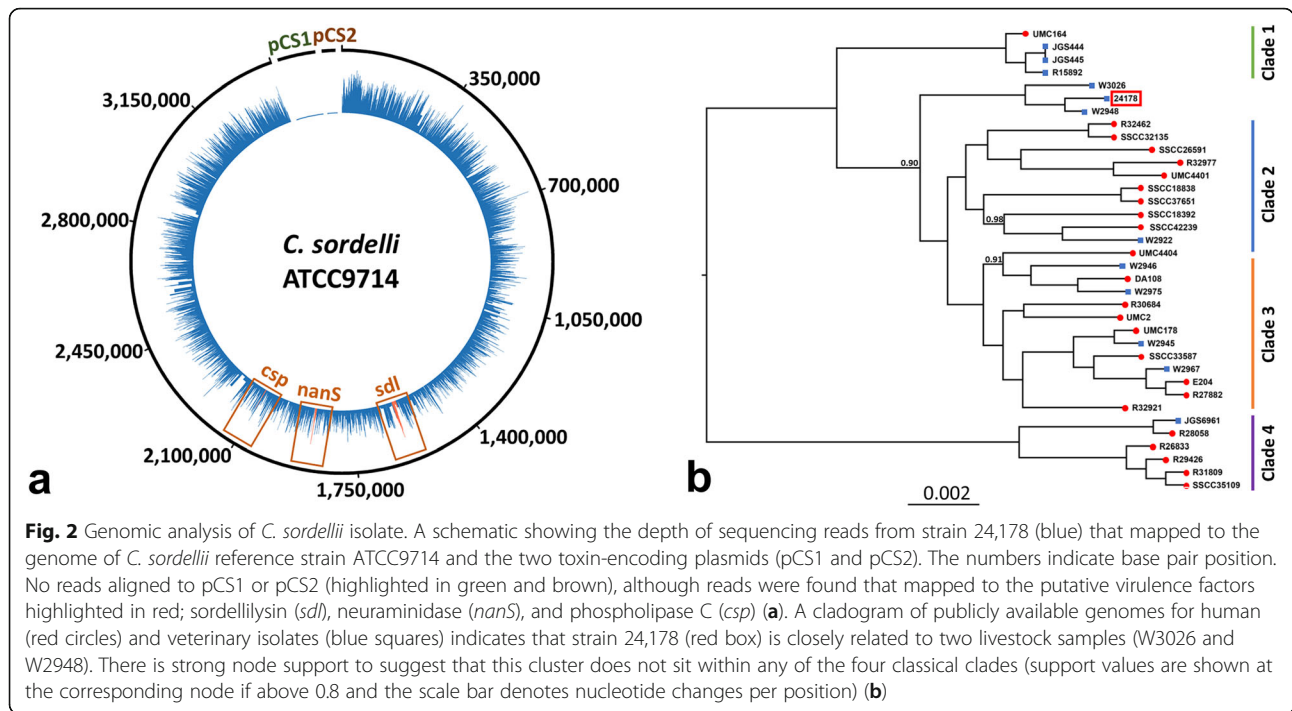 pCS1 pCS2
350,000
700,000
1,050,000
1,400,000
1,750,000
2,100,000
2,450,000
2,800,000
3,150,000
C. sordelli
ATCC9714
csp
nanS
sdl
a
UMC164
JGS444
JGS445
R15892
W3026
24178
W2948
R32462
SSCC32135
SSCC26591
R32977
UMC4401
SSCC18838
SSCC37651
SSCC18392
SSCC42239
W2922
UMC4404
W2946
DA108
W2975
R30684
UMC2
UMC178
W2945
SSCC33587
W2967
E204
R27882
R32921
JGS6961
R28058
R26833
R29426
R31809
SSCC35109
0.90
0.98
0.91
Clade 1
Clade 2
Clade 3
Clade 4
b
0.002
Fig. 2 Genomic analysis of C. sordellii isolate. A schematic showing the depth of sequencing reads from strain 24,178 (blue) that mapped to the
genome of C. sordellii reference strain ATCC9714 and the two toxin-encoding plasmids (pCS1 and pCS2). The numbers indicate base pair position.
No reads aligned to pCS1 or pCS2 (highlighted in green and brown), although reads were found that mapped to the putative virulence factors
highlighted in red; sordellilysin (sdl), neuraminidase (nanS), and phospholipase C (csp) (a). A cladogram of publicly available genomes for human
(red circles) and veterinary isolates (blue squares) indicates that strain 24,178 (red box) is closely related to two livestock samples (W3026 and
W2948). There is strong node support to suggest that this cluster does not sit within any of the four classical clades (support values are shown at
the corresponding node if above 0.8 and the scale bar denotes nucleotide changes per position) (b)